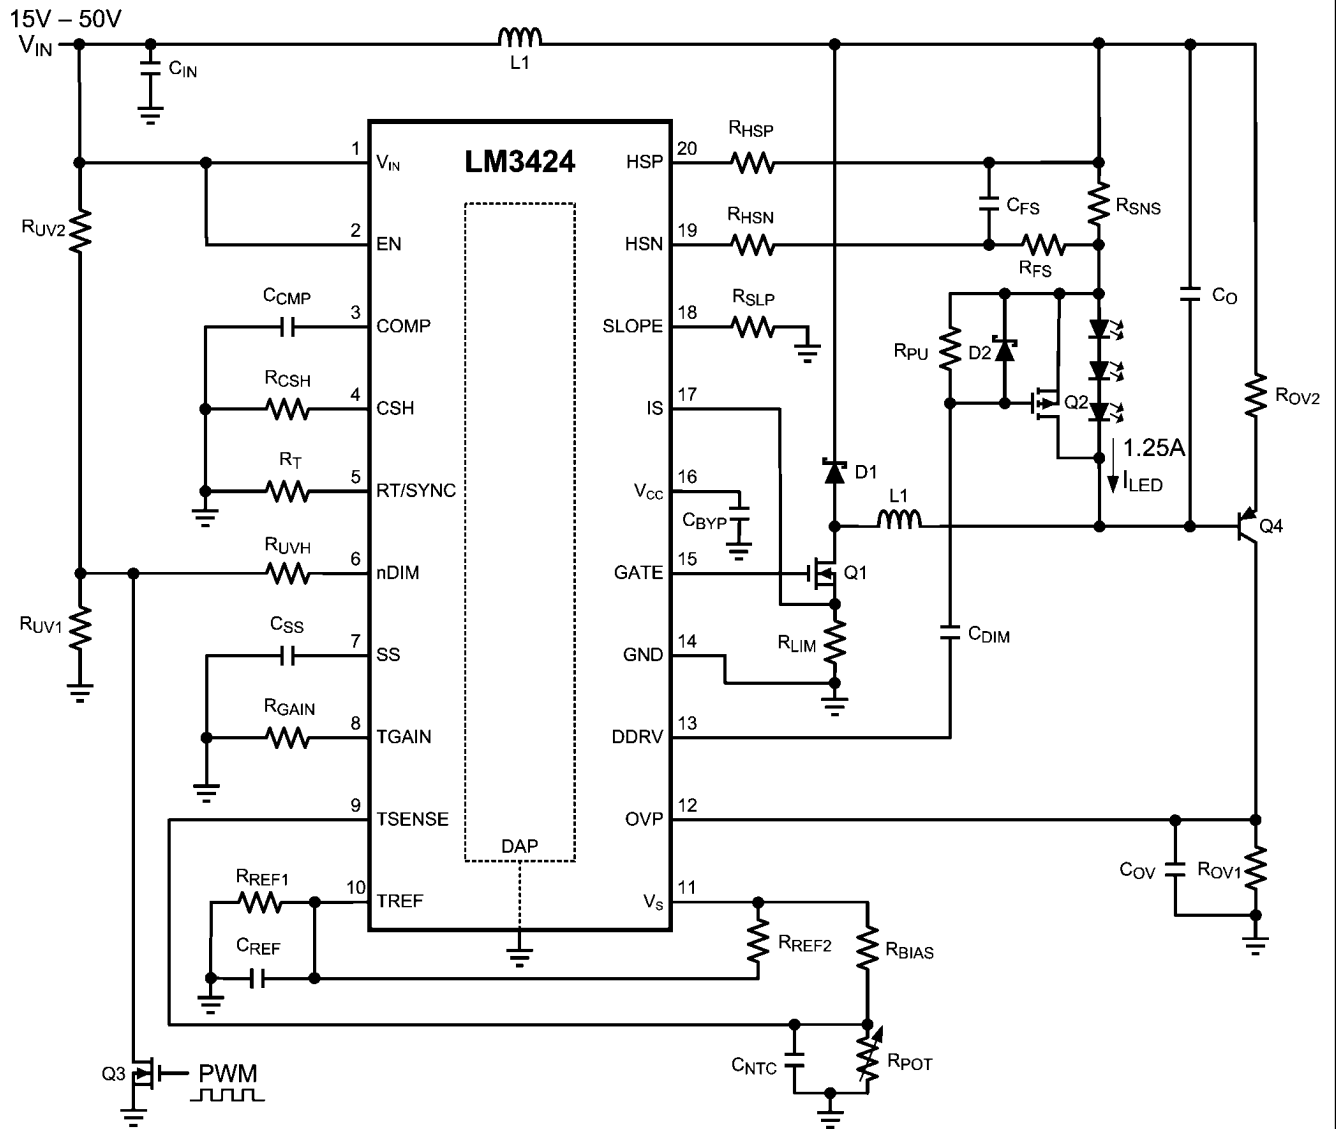 15V – 50V
VIN
CIN
L1
LM3424
1
VIN
HSP
20
RHSP
CFS
RSNS
RUV2
2
EN
HSN
19
RHSN
RFS
CCMP
3
COMP
SLOPE
18
RSLP
RPU
D2
CO
RCSH
4
CSH
IS
17
Q2
ROV2
1.25A
ILED
RT
5
RT/SYNC
VCC
16
CBYP
D1
L1
Q4
RUVH
6
nDIM
GATE
15
Q1
RUV1
CSS
7
SS
GND
14
RLIM
CDIM
RGAIN
8
TGAIN
DDRV
13
9
TSENSE
OVP
12
DAP
COV
ROV1
RREF1
10
TREF
VS
11
CREF
RREF2
RBIAS
Q3
PWM
CNTC
RPOT